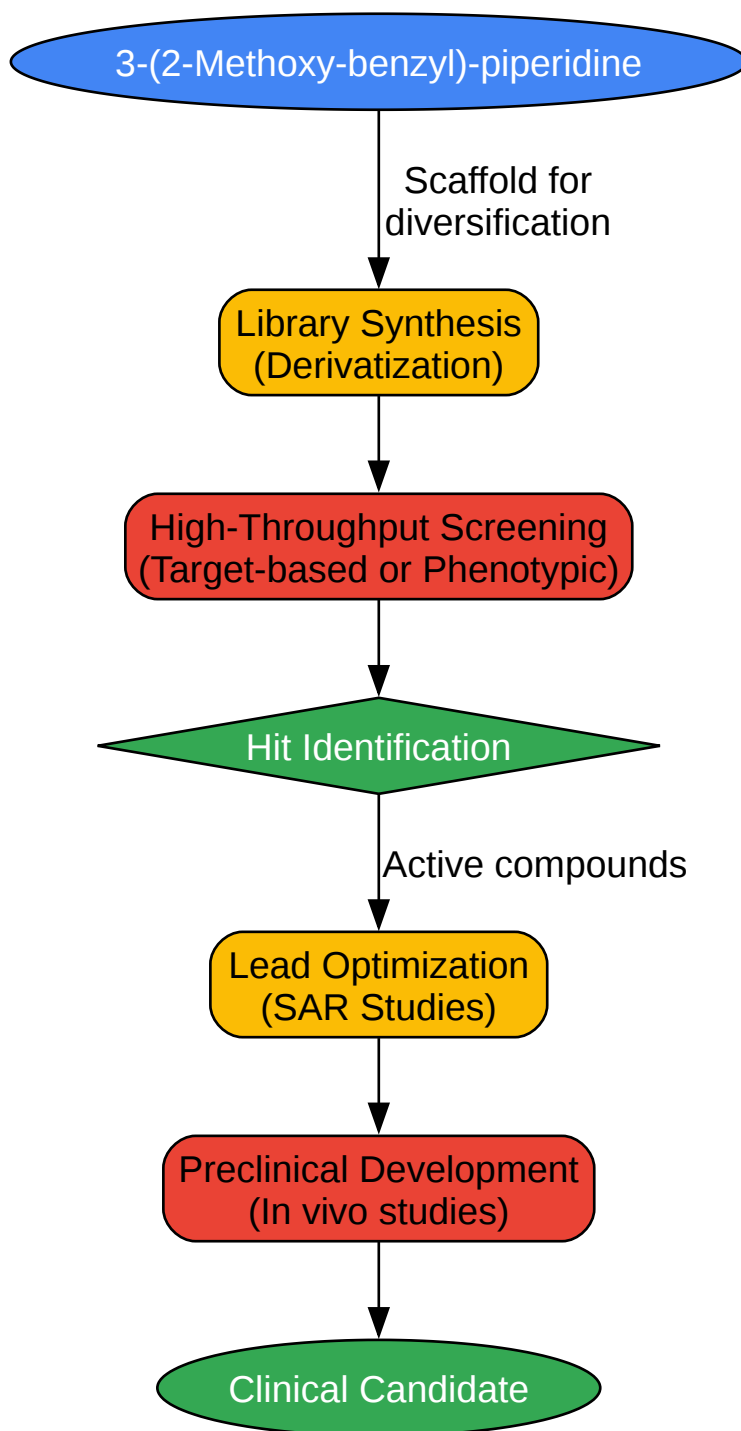 3-(2-Methoxy-benzyl)-piperidine
Scaffold for
diversification
Library Synthesis
(Derivatization)
High-Throughput Screening
(Target-based or Phenotypic)
Hit Identification
Active compounds
Lead Optimization
(SAR Studies)
Preclinical Development
(In vivo studies)
Clinical Candidate